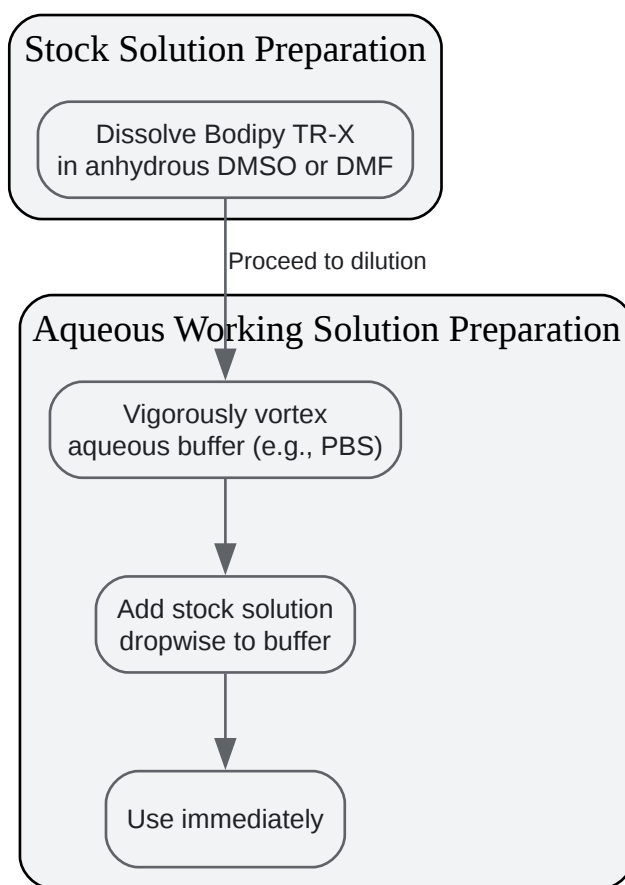 Stock Solution Preparation
Dissolve Bodipy TR-X
in anhydrous DMSO or DMF
Proceed to dilution
Aqueous Working Solution Preparation
Vigorously vortex
aqueous buffer (e.g., PBS)
Add stock solution
dropwise to buffer
Use immediately